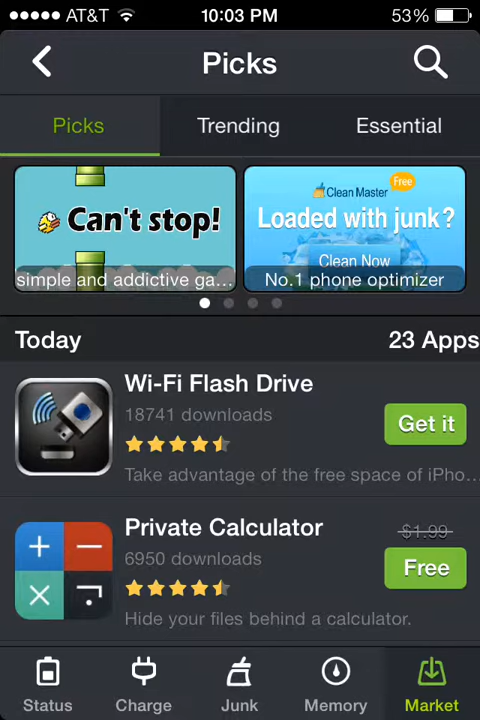 AT&T 10:03 PM 53%
Picks
Picks Trending Essential
Can't stop!
simple and addictive ga...
Clean Master Free
Loaded with junk?
Clean Now
No.1 phone optimizer
Today 23 Apps
Wi-Fi Flash Drive
18741 downloads
Get it
Take advantage of the free space of iPho...
Private Calculator
$1.99
6950 downloads
Free
Hide your files behind a calculator.
Status Charge Junk Memory Market